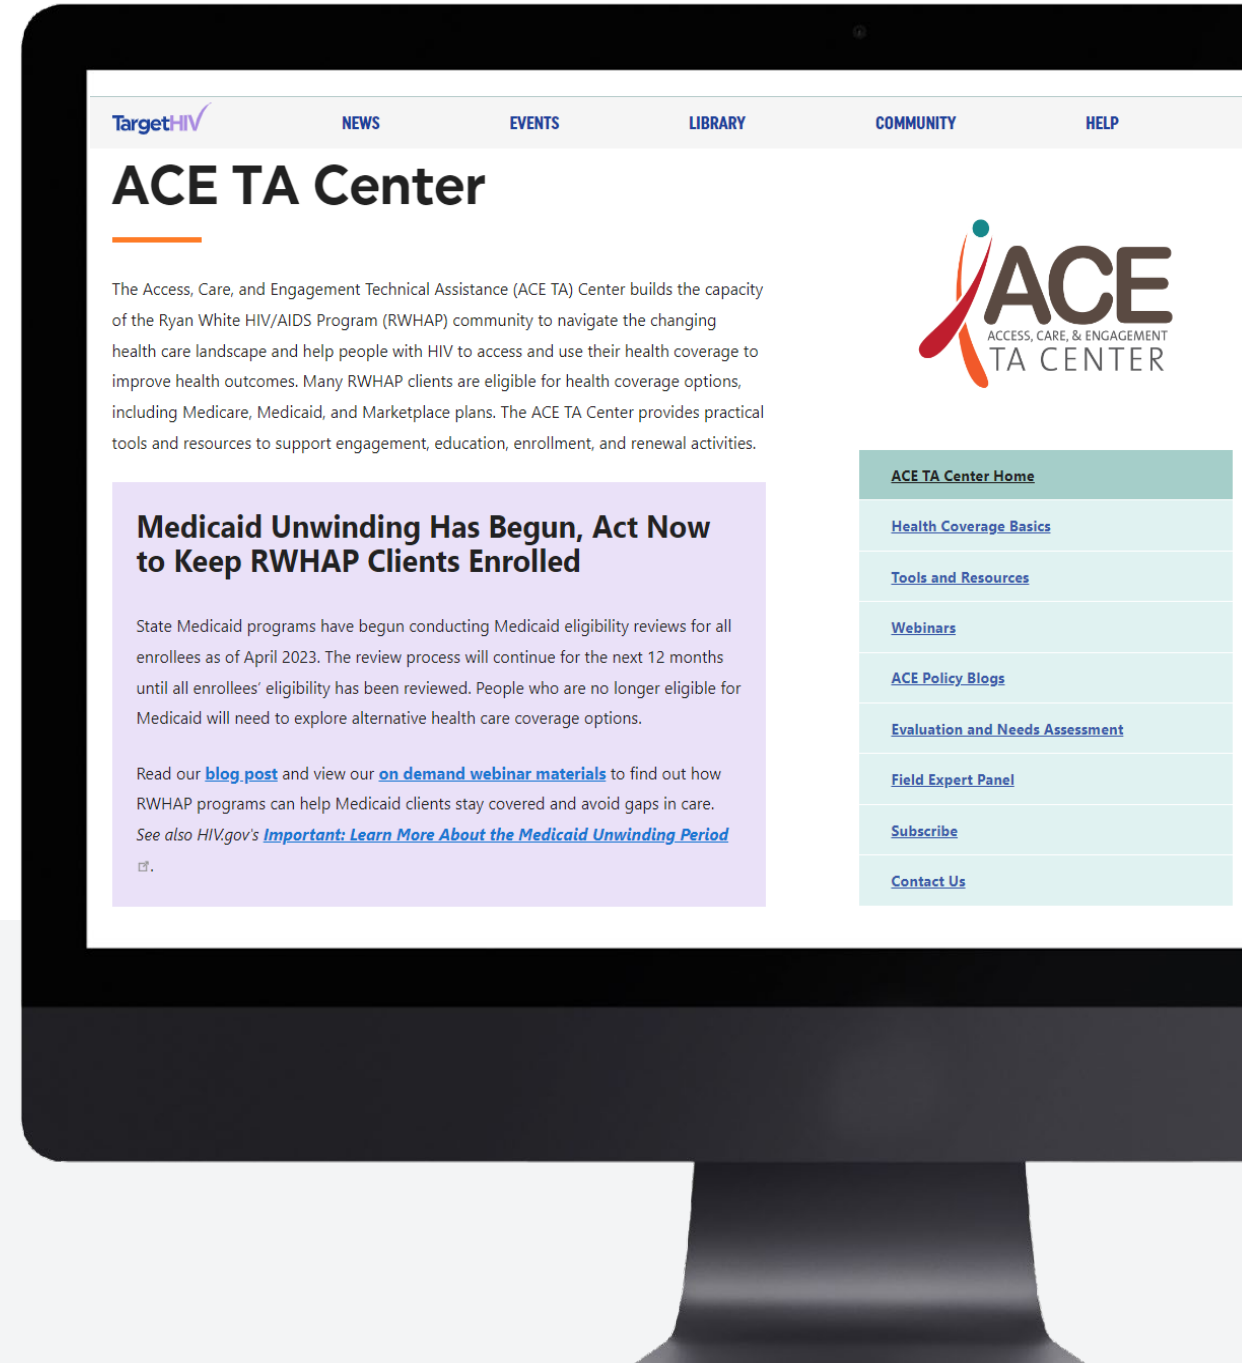 TargetHIV NEWS EVENTS LIBRARY COMMUNITY HELP
ACE TA Center
The Access, Care, and Engagement Technical Assistance (ACE TA) Center builds the capacity
of the Ryan White HIV/AIDS Program (RWHAP) community to navigate the changing
health care landscape and help people with HIV to access and use their health coverage to
improve health outcomes. Many RWHAP clients are eligible for health coverage options,
including Medicare, Medicaid, and Marketplace plans. The ACE TA Center provides practical
tools and resources to support engagement, education, enrollment, and renewal activities.
Medicaid Unwinding Has Begun, Act Now
to Keep RWHAP Clients Enrolled
State Medicaid programs have begun conducting Medicaid eligibility reviews for all
enrollees as of April 2023. The review process will continue for the next 12 months
until all enrollees’ eligibility has been reviewed. People who are no longer eligible for
Medicaid will need to explore alternative health care coverage options.
Read our blog post and view our on demand webinar materials to find out how
RWHAP programs can help Medicaid clients stay covered and avoid gaps in care.
See also HIV.gov's Important: Learn More About the Medicaid Unwinding Period
.
ACE
ACCESS, CARE, & ENGAGEMENT
TA CENTER
ACE TA Center Home
Health Coverage Basics
Tools and Resources
Webinars
ACE Policy Blogs
Evaluation and Needs Assessment
Field Expert Panel
Subscribe
Contact Us